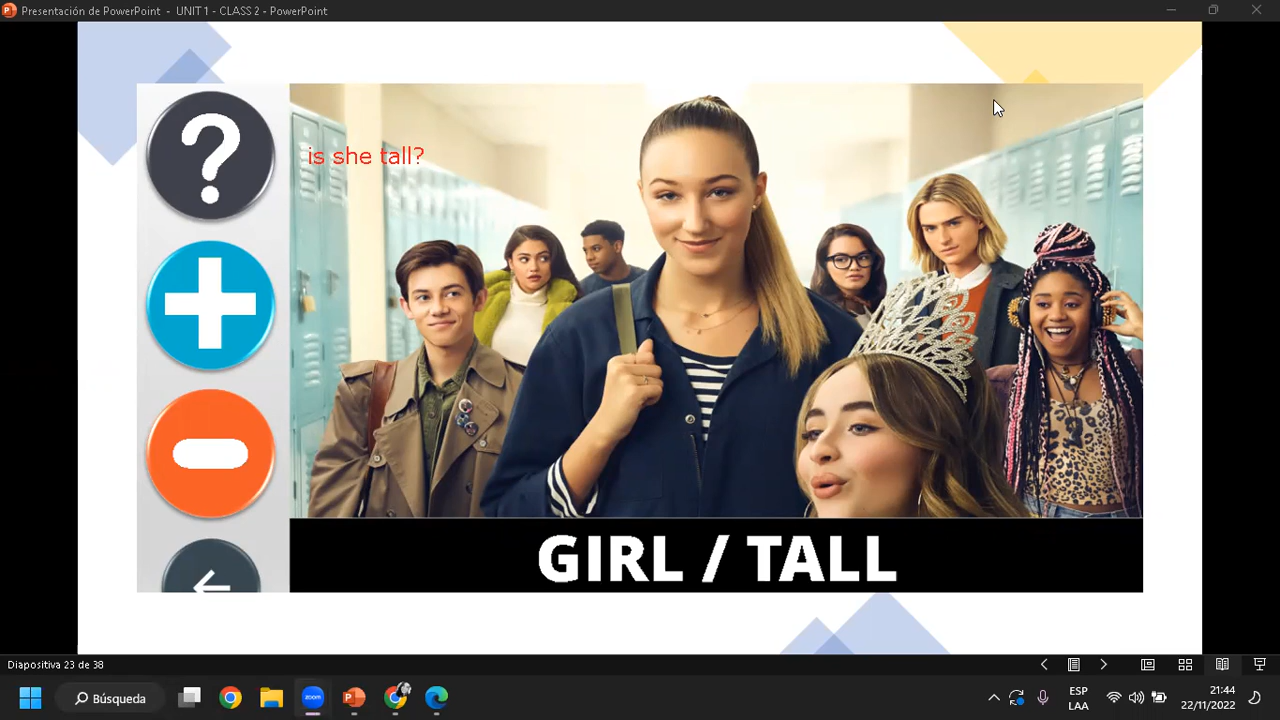 Presentación de PowerPoint - UNIT 1 - CLASS 2 - PowerPoint
?
is she tall?
GIRL / TALL
Diapositiva 23 de 38
Búsqueda
zoom
ESP
LAA
21:44
22/11/2022